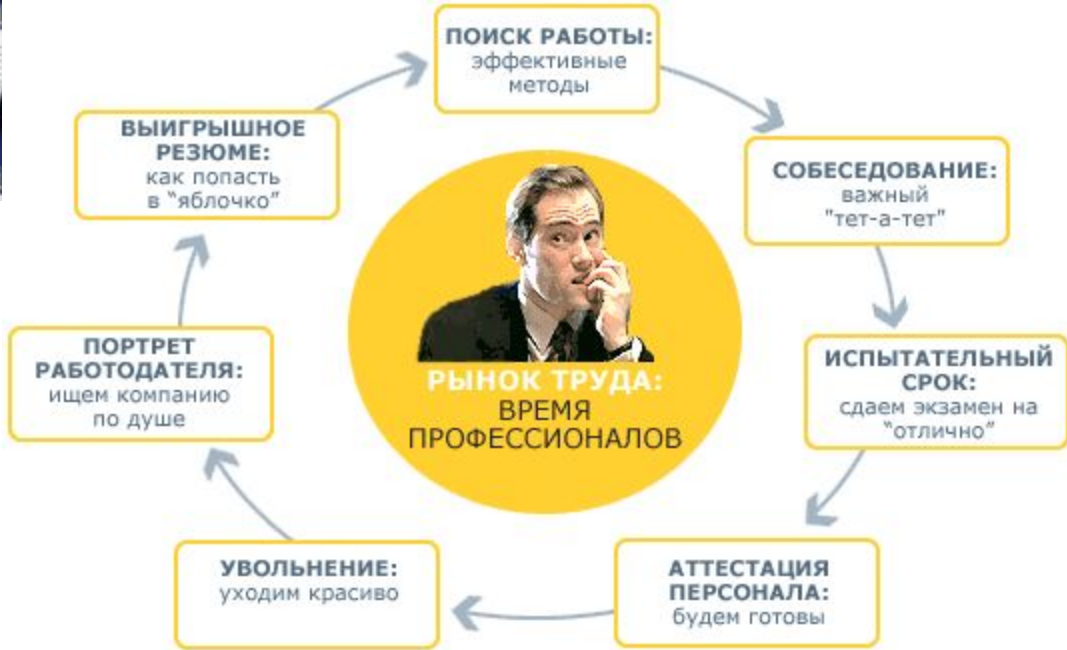 ПОИСК РАБОТЫ:
эффективные
методы
СОБЕСЕДОВАНИЕ:
важный
"тет-а-тет"
ИСПЫТАТЕЛЬНЫЙ
СРОК:
сдаем экзамен на
“отлично”
АТТЕСТАЦИЯ
ПЕРСОНАЛА:
будем готовы
УВОЛЬНЕНИЕ:
уходим красиво
ПОРТРЕТ
РАБОТОДАТЕЛЯ:
ищем компанию
по душе
ВЫИГРЫШНОЕ
РЕЗЮМЕ:
как попасть
в “яблочко”
РЫНОК ТРУДА:
ВРЕМЯ
ПРОФЕССИОНАЛОВ